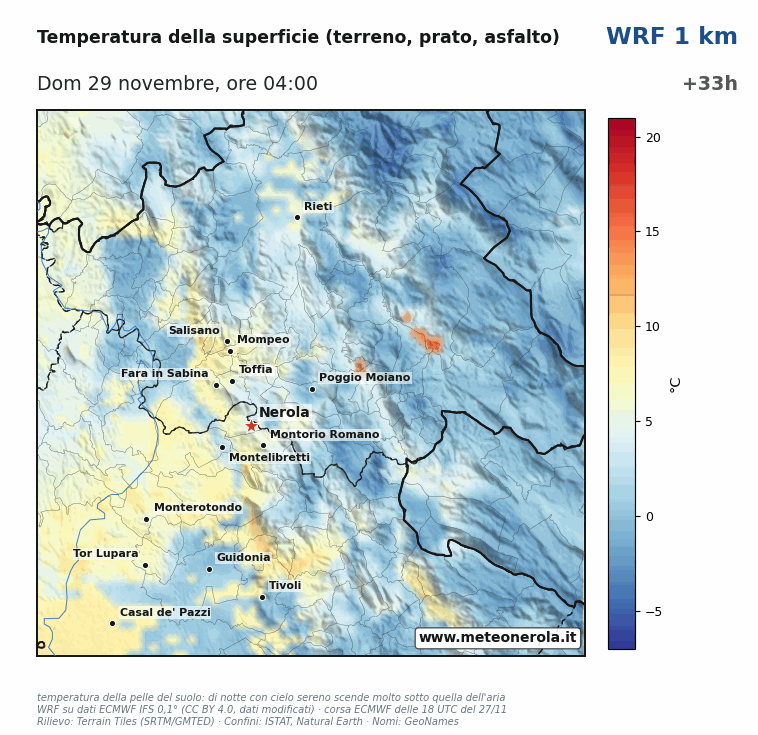 Temperatura della superficie (terreno, prato, asfalto)
WRF 1 km
Dom 29 novembre, ore 04:00
+33h
Rieti
Salisano
Mompeo
Fara in Sabina
Toffia
Poggio Moiano
Nerola
Montorio Romano
Montelibretti
Monterotondo
Tor Lupara
Guidonia
Tivoli
Casal de' Pazzi
www.meteonerola.it
20
15
10
5
0
−5
°C
temperatura della pelle del suolo: di notte con cielo sereno scende molto sotto quella dell'aria
WRF su dati ECMWF IFS 0,1° (CC BY 4.0, dati modificati) · corsa ECMWF delle 18 UTC del 27/11
Rilievo: Terrain Tiles (SRTM/GMTED) · Confini: ISTAT, Natural Earth · Nomi: GeoNames